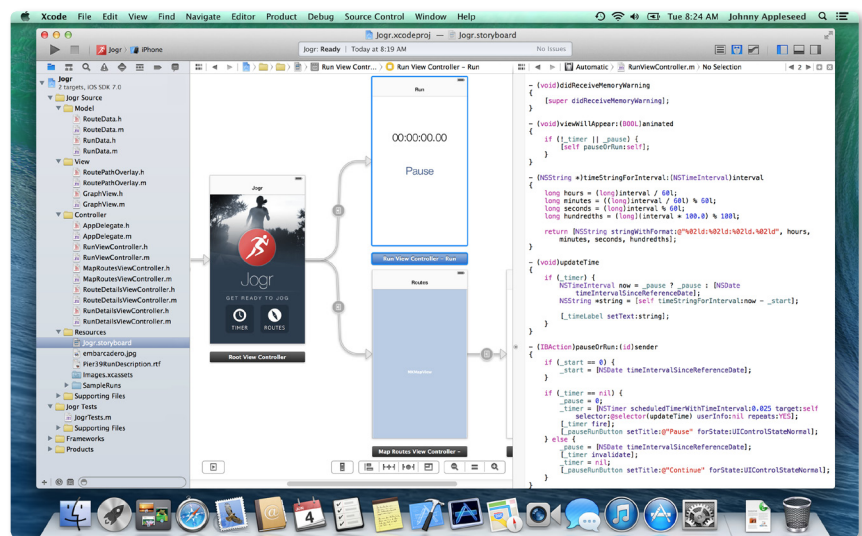 Xcode File Edit View Find Navigate Editor Product Debug Source Control Window Help Tue 8:24 AM Johnny Appleseed
Jogr.xcodeproj — Jogr.storyboard
Jogr iPhone
Jogr: Ready | Today at 8:19 AM No Issues
Run View Contr... Run View Controller – Run
Automatic RunViewController.m No Selection 2
Jogr
2 targets, iOS SDK 7.0
Jogr Source
Model
RouteData.h
RouteData.m
RunData.h
RunData.m
View
RoutePathOverlay.h
RoutePathOverlay.m
GraphView.h
GraphView.m
Controller
AppDelegate.h
AppDelegate.m
RunViewController.h
RunViewController.m
MapRoutesViewController.h
MapRoutesViewController.m
RouteDetailsViewController.h
RouteDetailsViewController.m
RunDetailsViewController.h
RunDetailsViewController.m
Resources
Jogr.storyboard
embarcadero.jpg
Pier39RunDescription.rtf
Images.xcassets
SampleRuns
Supporting Files
Jogr Tests
JogrTests.m
Supporting Files
Frameworks
Products
Jogr
Jogr
GET READY TO JOG
TIMER ROUTES
Root View Controller
Run
00:00:00.00
Pause
Run View Controller – Run
Routes
Map Routes View Controller –
- (void)didReceiveMemoryWarning
{
[super didReceiveMemoryWarning];
}
- (void)viewWillAppear:(BOOL)animated
{
if (!_timer || _pause) {
[self pauseOrRun:self];
}
}
- (NSString *)timeStringForInterval:(NSTimeInterval)interval
{
long hours = (long)interval / 60l;
long minutes = ((long)interval / 60l) % 60l;
long seconds = (long)interval % 60l;
long hundredths = (long)(interval * 100.0) % 100l;
return [NSString stringWithFormat:@"%02ld:%02ld:%02ld.%02ld", hours,
minutes, seconds, hundredths];
}
- (void)updateTime
{
if (_timer) {
NSTimeInterval now = _pause ? _pause : [NSDate
timeIntervalSinceReferenceDate];
NSString *string = [self timeStringForInterval:now - _start];
[_timeLabel setText:string];
}
}
- (IBAction)pauseOrRun:(id)sender
{
if (_start == 0) {
_start = [NSDate timeIntervalSinceReferenceDate];
}
if (_timer == nil) {
_pause = 0;
_timer = [NSTimer scheduledTimerWithTimeInterval:0.025 target:self
selector:@selector(updateTime) userInfo:nil repeats:YES];
[_timer fire];
[_pauseRunButton setTitle:@"Pause" forState:UIControlStateNormal];
} else {
_pause = [NSDate timeIntervalSinceReferenceDate];
[_timer invalidate];
_timer = nil;
[_pauseRunButton setTitle:@"Continue" forState:UIControlStateNormal];
}
}
4